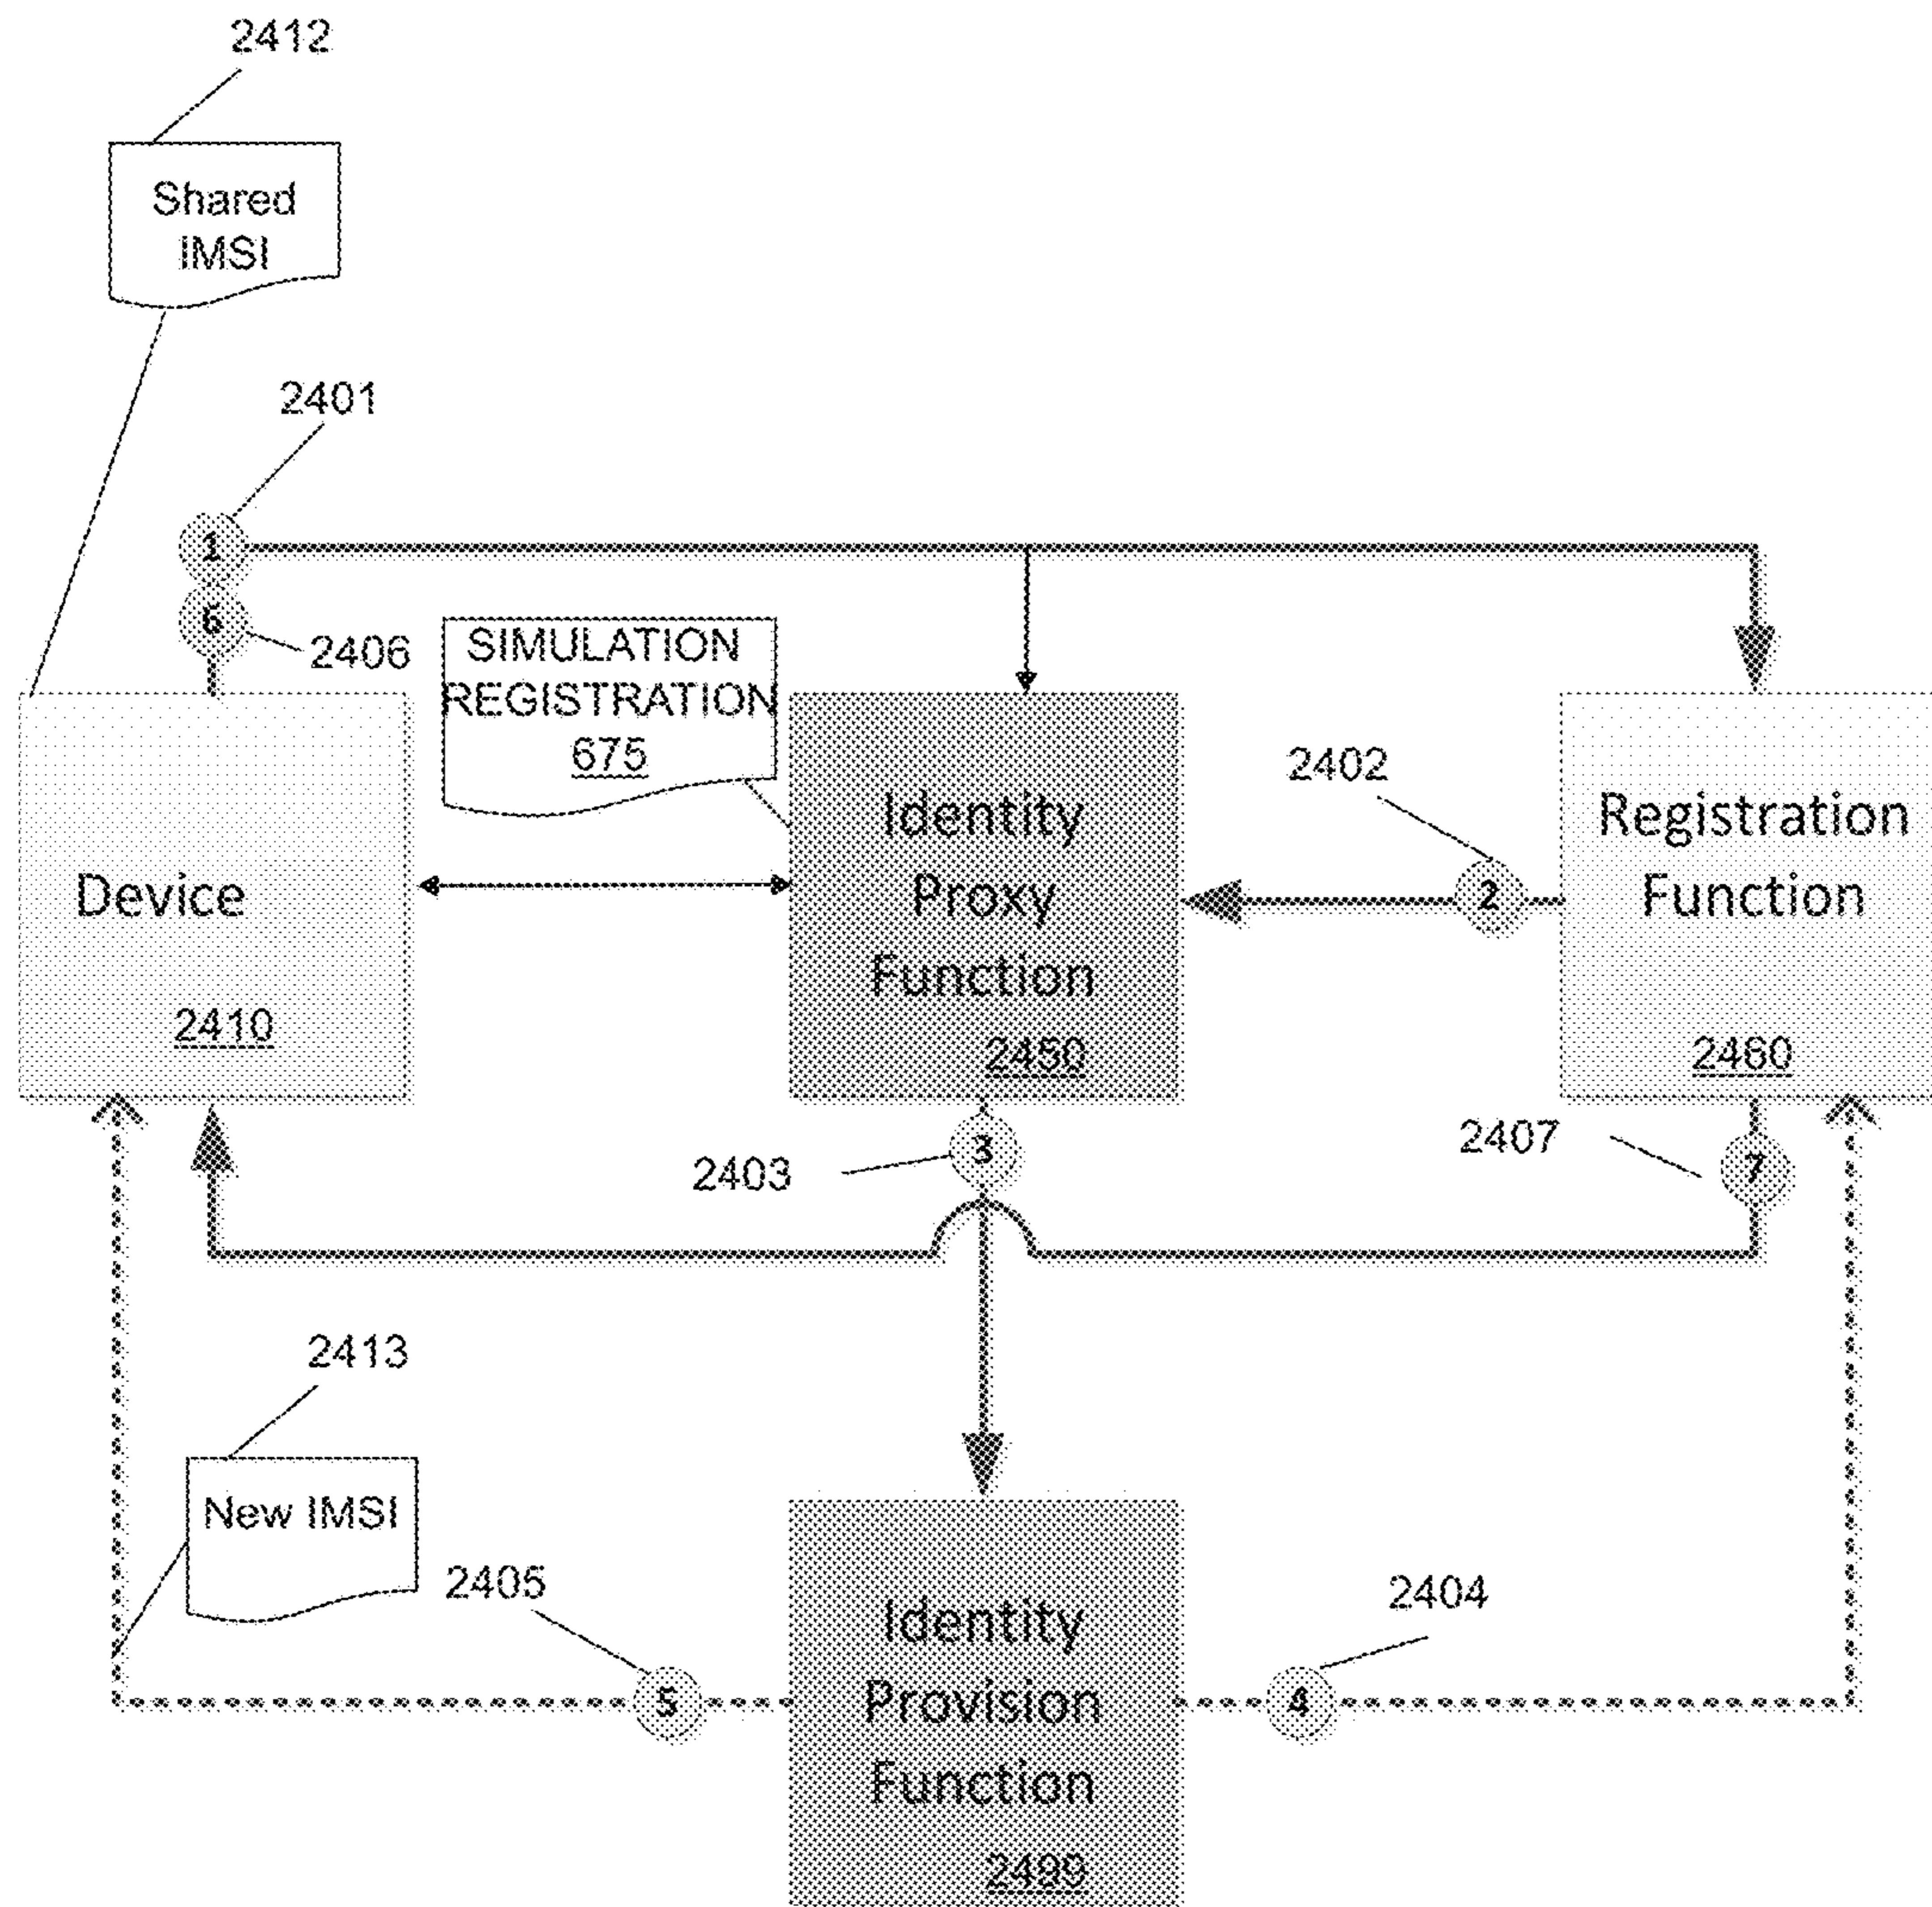 2412
Shared
IMSI
2401
1
6
2406
SIMULATION
REGISTRATION
675
2402
Identity
Proxy
Function
2450
Registration
Function
2460
2
Device
2410
2403
3
2407
7
2413
New IMSI
2405
5
2404
4
Identity
Provision
Function
2499